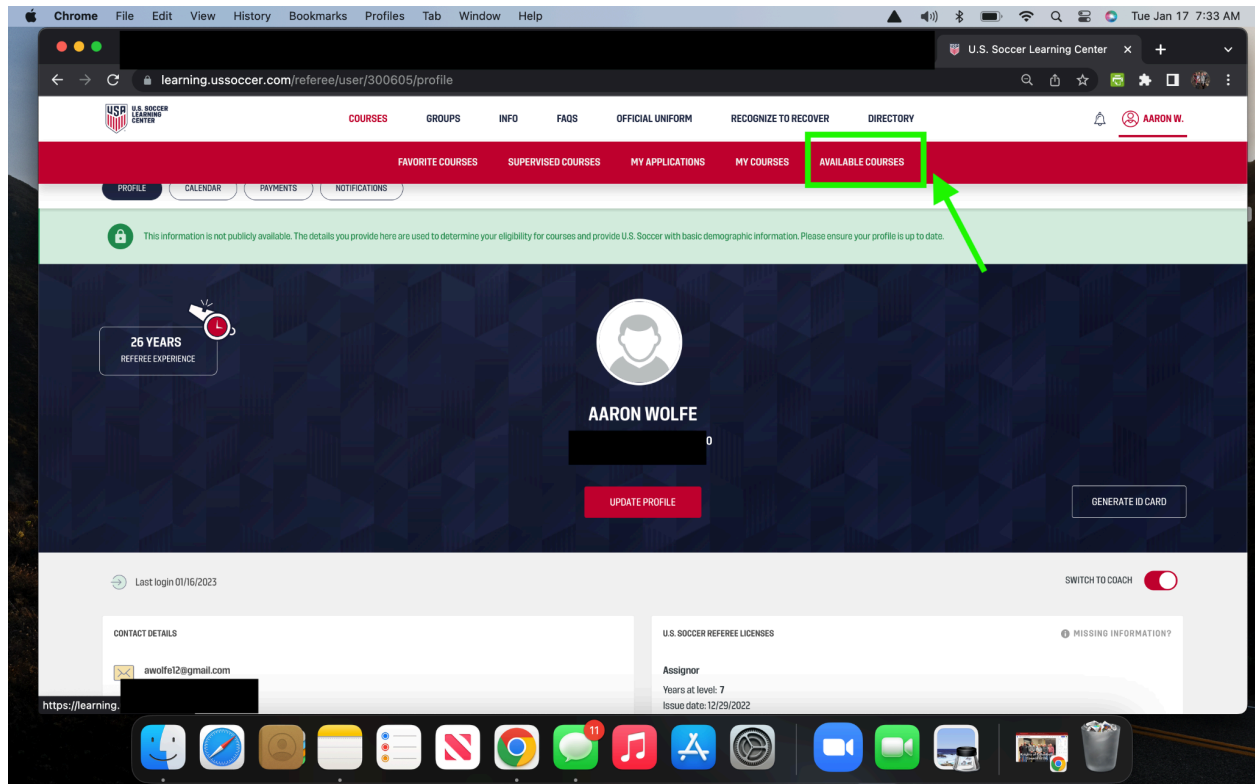 Chrome File Edit View History Bookmarks Profiles Tab Window Help Tue Jan 17 7:33 AM
U.S. Soccer Learning Center
learning.ussoccer.com/referee/user/300605/profile
U.S. SOCCER
LEARNING
CENTER
COURSES GROUPS INFO FAQS OFFICIAL UNIFORM RECOGNIZE TO RECOVER DIRECTORY AARON W.
FAVORITE COURSES SUPERVISED COURSES MY APPLICATIONS MY COURSES AVAILABLE COURSES
PROFILE CALENDAR PAYMENTS NOTIFICATIONS
This information is not publicly available. The details you provide here are used to determine your eligibility for courses and provide U.S. Soccer with basic demographic information. Please ensure your profile is up to date.
26 YEARS
REFEREE EXPERIENCE
AARON WOLFE
0
UPDATE PROFILE
GENERATE ID CARD
Last login 01/16/2023
SWITCH TO COACH
CONTACT DETAILS
U.S. SOCCER REFEREE LICENSES
MISSING INFORMATION?
awolfe12@gmail.com
Assignor
Years at level: 7
Issue date: 12/29/2022
https://learning.
11